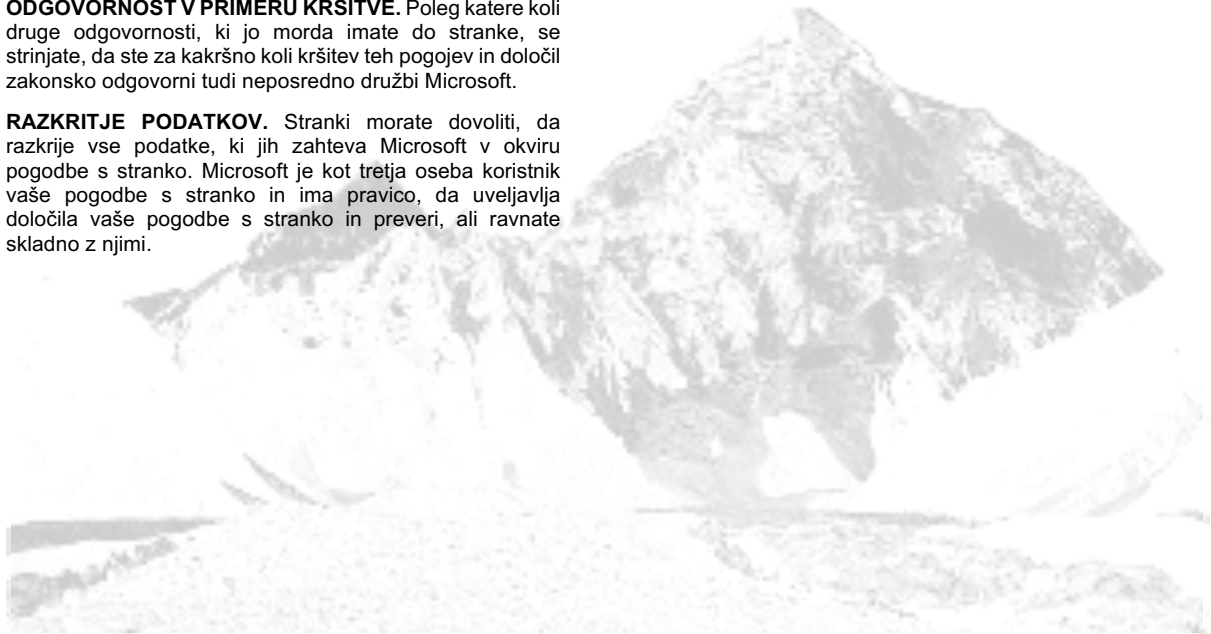 ODGOVORNOST V PRIMERU KRŠITVE. Poleg katere koli
druge odgovornosti, ki jo morda imate do stranke, se
strinjate, da ste za kakršno koli kršitev teh pogojev in določil
zakonsko odgovorni tudi neposredno družbi Microsoft.
RAZKRITJE PODATKOV. Stranki morate dovoliti, da
razkrije vse podatke, ki jih zahteva Microsoft v okviru
pogodbe s stranko. Microsoft je kot tretja oseba koristnik
vaše pogodbe s stranko in ima pravico, da uveljavlja
določila vaše pogodbe s stranko in preveri, ali ravnate
skladno z njimi.